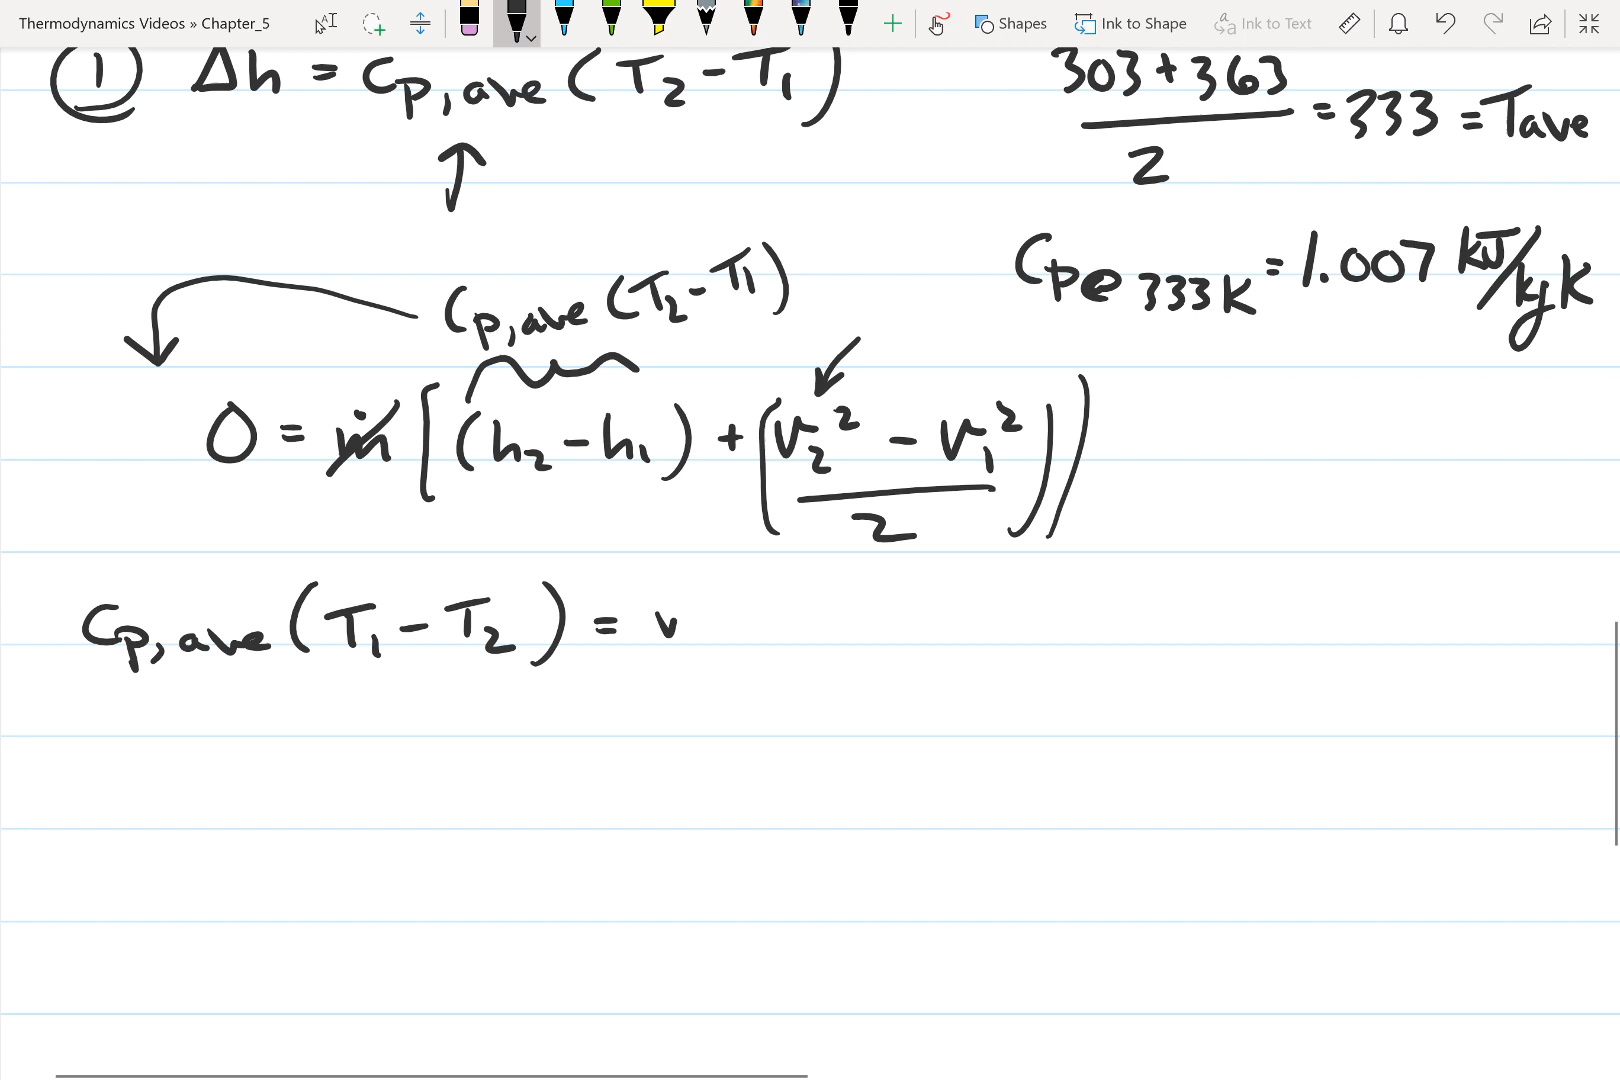 Thermodynamics Videos » Chapter_5
Shapes
Ink to Shape
Ink to Text
① Δh = Cp,ave (T₂ - T₁)
303 + 363 / 2 = 333 = Tave
Cp@333K = 1.007 kJ/kgK
Cp,ave (T₂ - T₁)
0 = ṁ [(h₂ - h₁) + (V₂² - V₁² / 2)]
Cp,ave (T₁ - T₂) = v